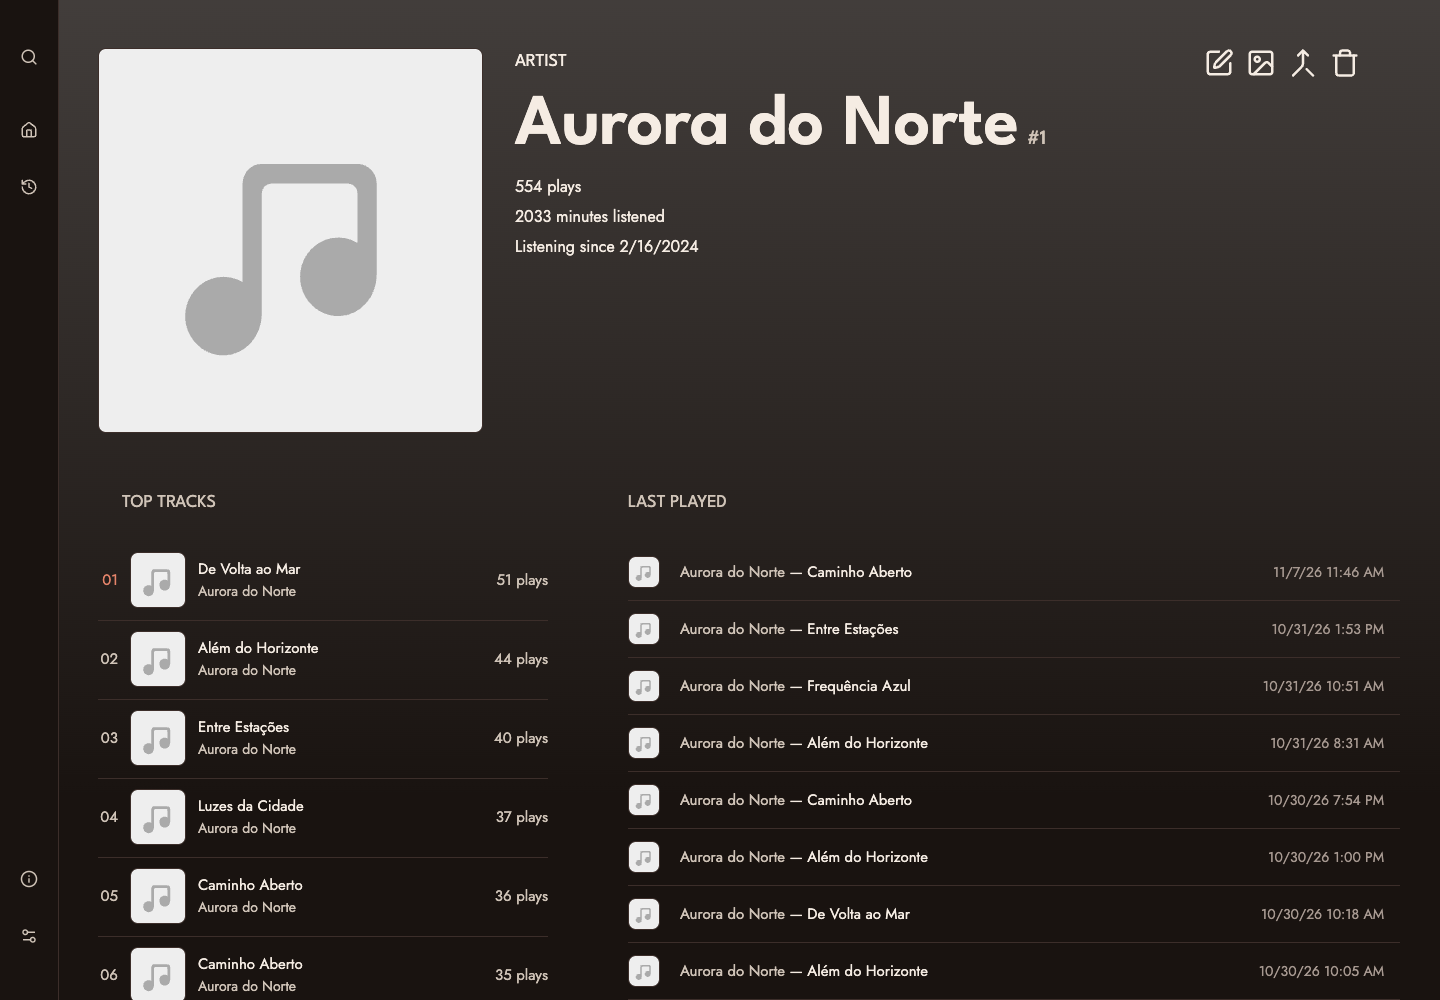 ARTIST
Aurora do Norte #1
554 plays
2033 minutes listened
Listening since 2/16/2024
TOP TRACKS
01
De Volta ao Mar
Aurora do Norte
51 plays
02
Além do Horizonte
Aurora do Norte
44 plays
03
Entre Estações
Aurora do Norte
40 plays
04
Luzes da Cidade
Aurora do Norte
37 plays
05
Caminho Aberto
Aurora do Norte
36 plays
06
Caminho Aberto
Aurora do Norte
35 plays
LAST PLAYED
Aurora do Norte — Caminho Aberto 11/7/26 11:46 AM
Aurora do Norte — Entre Estações 10/31/26 1:53 PM
Aurora do Norte — Frequência Azul 10/31/26 10:51 AM
Aurora do Norte — Além do Horizonte 10/31/26 8:31 AM
Aurora do Norte — Caminho Aberto 10/30/26 7:54 PM
Aurora do Norte — Além do Horizonte 10/30/26 1:00 PM
Aurora do Norte — De Volta ao Mar 10/30/26 10:18 AM
Aurora do Norte — Além do Horizonte 10/30/26 10:05 AM